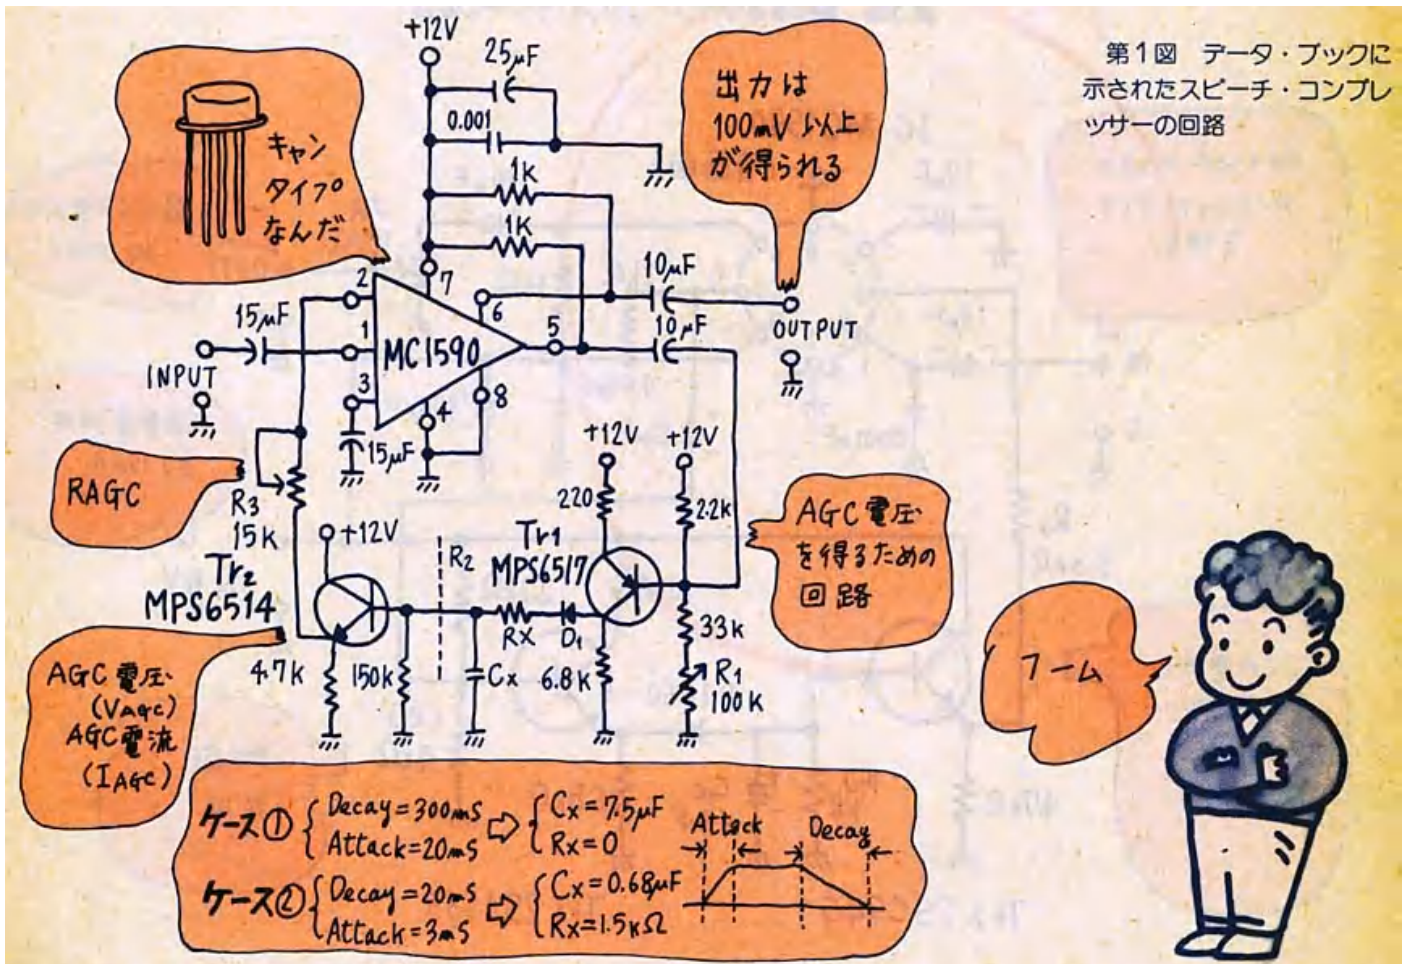 第1図 データ・ブックに
示されたスピーチ・コンプレ
ッサーの回路
+12V
25μF
0.001
1K
1K
キャン
タイプ
なんだ
出力は
100mV以上
が得られる
10μF
OUTPUT
10μF
2
7
6
15μF
1
MC1590
5
INPUT
3
4
8
15μF
RAGC
R3
15K
+12V
+12V
220
2.2k
AGC電圧
を得るための
回路
+12V
R2
Tr1
MPS6517
Tr2
MPS6514
RX
D1
33k
4.7k
150k
Cx
6.8k
R1
100K
AGC電圧
(VAGC)
AGC電流
(IAGC)
フーム
ケース① Decay=300mS ⇨ Cx=7.5μF
Attack=20mS Rx=0
Attack Decay
ケース② Decay=20mS ⇨ Cx=0.68μF
Attack=3mS Rx=1.5KΩ